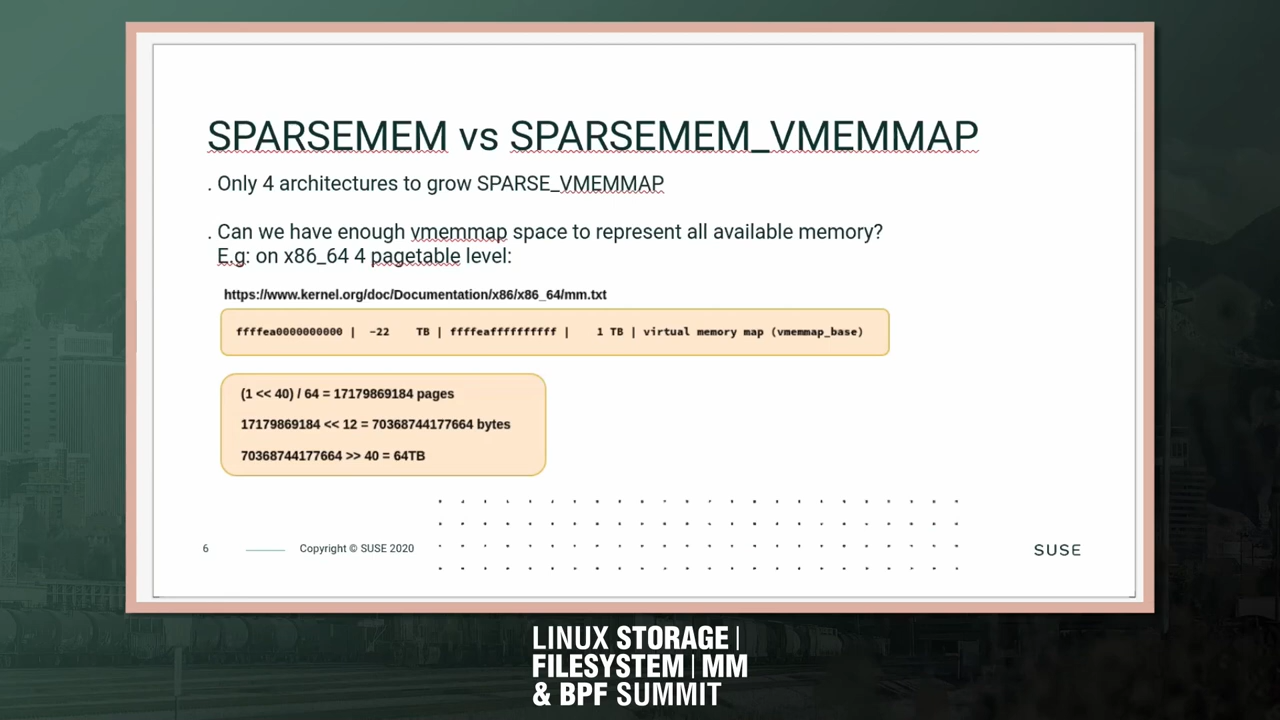 SPARSEMEM vs SPARSEMEM_VMEMMAP
. Only 4 architectures to grow SPARSE_VMEMMAP
. Can we have enough vmemmap space to represent all available memory?
E.g: on x86_64 4 pagetable level:
https://www.kernel.org/doc/Documentation/x86/x86_64/mm.txt
ffffea0000000000 | -22 TB | ffffeaffffffffff | 1 TB | virtual memory map (vmemmap_base)
(1 << 40) / 64 = 17179869184 pages
17179869184 << 12 = 70368744177664 bytes
70368744177664 >> 40 = 64TB
6 Copyright © SUSE 2020 SUSE
LINUX STORAGE |
FILESYSTEM | MM
& BPF SUMMIT